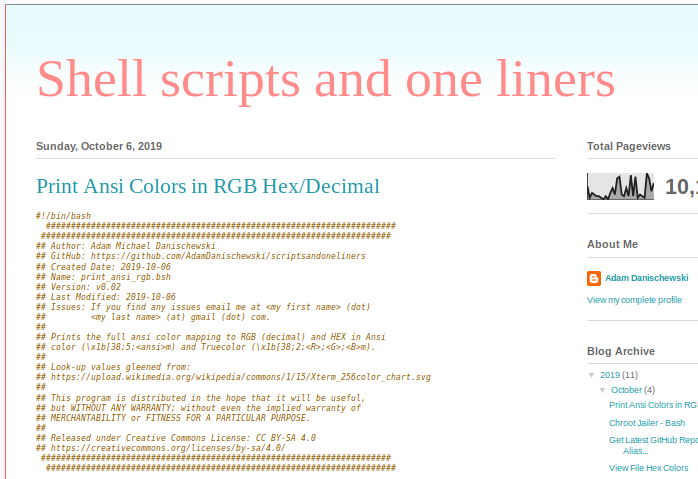 Shell scripts and one liners
Sunday, October 6, 2019
Print Ansi Colors in RGB Hex/Decimal
#!/bin/bash
######################################################################
######################################################################
## Author: Adam Michael Danischewski
## GitHub: https://github.com/AdamDanischewski/scriptsandoneliners
## Created Date: 2019-10-06
## Name: print_ansi_rgb.bsh
## Version: v0.02
## Last Modified: 2019-10-06
## Issues: If you find any issues email me at <my first name> (dot)
##         <my last name> (at) gmail (dot) com.
##
## Prints the full ansi color mapping to RGB (decimal) and HEX in Ansi
## color (\x1b[38;5;<ansi>m) and Truecolor (\x1b[38;2;<R>;<G>;<B>m).
##
## Look-up values gleened from:
## https://upload.wikimedia.org/wikipedia/commons/1/15/Xterm_256color_chart.svg
##
## This program is distributed in the hope that it will be useful,
## but WITHOUT ANY WARRANTY; without even the implied warranty of
## MERCHANTABILITY or FITNESS FOR A PARTICULAR PURPOSE.
##
## Released under Creative Commons License: CC BY-SA 4.0
## https://creativecommons.org/licenses/by-sa/4.0/
######################################################################
######################################################################
Total Pageviews
10,
About Me
Adam Danischewski
View my complete profile
Blog Archive
▼ 2019 (11)
▼ October (4)
Print Ansi Colors in RG
Chroot Jailer - Bash
Get Latest GitHub Repo
Alias...
View File Hex Colors